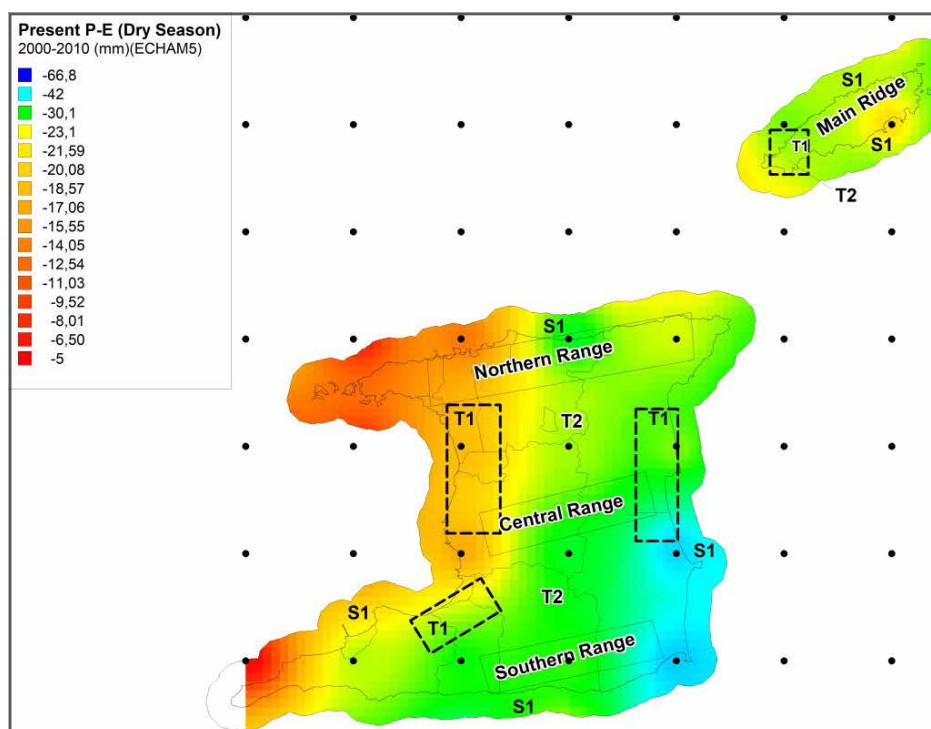 Present P-E (Dry Season)
2000-2010 (mm)(ECHAM5)
-66,8
-42
-30,1
-23,1
-21,59
-20,08
-18,57
-17,06
-15,55
-14,05
-12,54
-11,03
-9,52
-8,01
-6,50
-5
S1
Main Ridge
T1
S1
T2
S1
Northern Range
T1
T2
T1
Central Range
S1
T2
S1
T1
Southern Range
S1